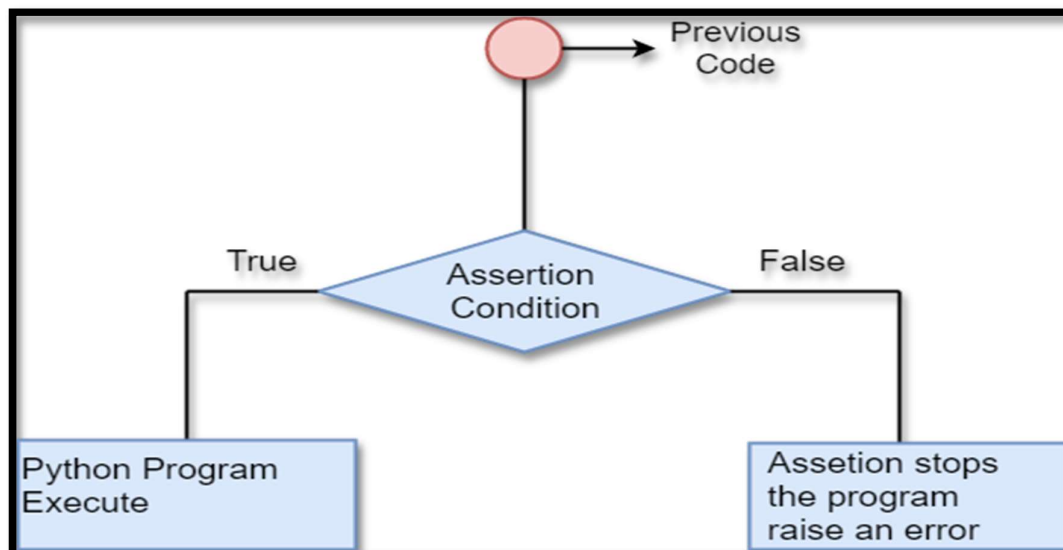 Previous
Code
True
False
Assertion
Condition
Python Program
Execute
Assetion stops
the program
raise an error